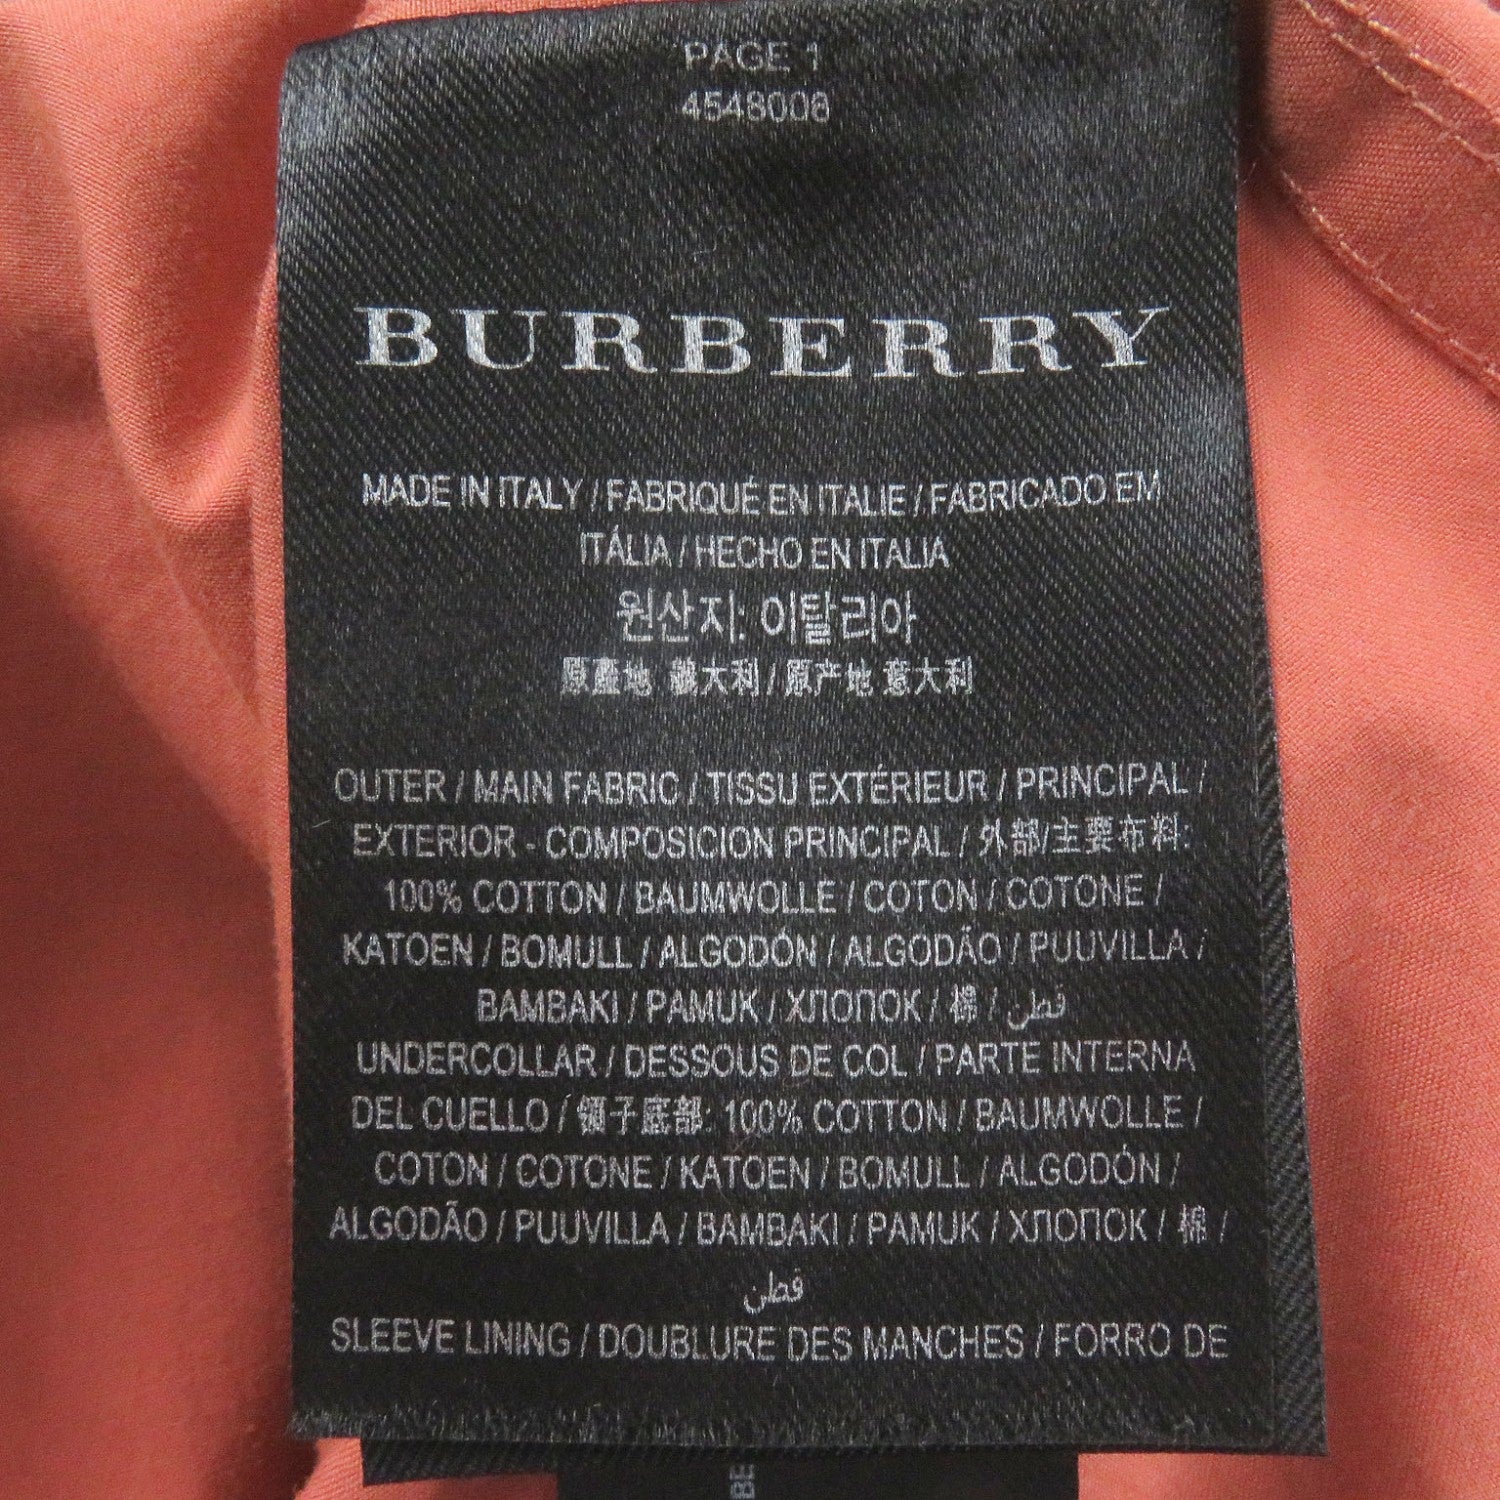 PAGE 1
4548008
BURBERRY
MADE IN ITALY / FABRIQUÉ EN ITALIE / FABRICADO EM
ITÁLIA / HECHO EN ITALIA
원산지: 이탈리아
原產地 義大利 / 原产地 意大利
OUTER / MAIN FABRIC / TISSU EXTÉRIEUR / PRINCIPAL /
EXTERIOR - COMPOSICION PRINCIPAL / 外部/主要布料:
100% COTTON / BAUMWOLLE / COTON / COTONE /
KATOEN / BOMULL / ALGODÓN / ALGODÃO / PUUVILLA /
BAMBAKI / PAMUK / ХЛОПОК / 棉 / قطن
UNDERCOLLAR / DESSOUS DE COL / PARTE INTERNA
DEL CUELLO / 領子底部: 100% COTTON / BAUMWOLLE /
COTON / COTONE / KATOEN / BOMULL / ALGODÓN /
ALGODÃO / PUUVILLA / BAMBAKI / PAMUK / ХЛОПОК / 棉 /
قطن
SLEEVE LINING / DOUBLURE DES MANCHES / FORRO DE
BE